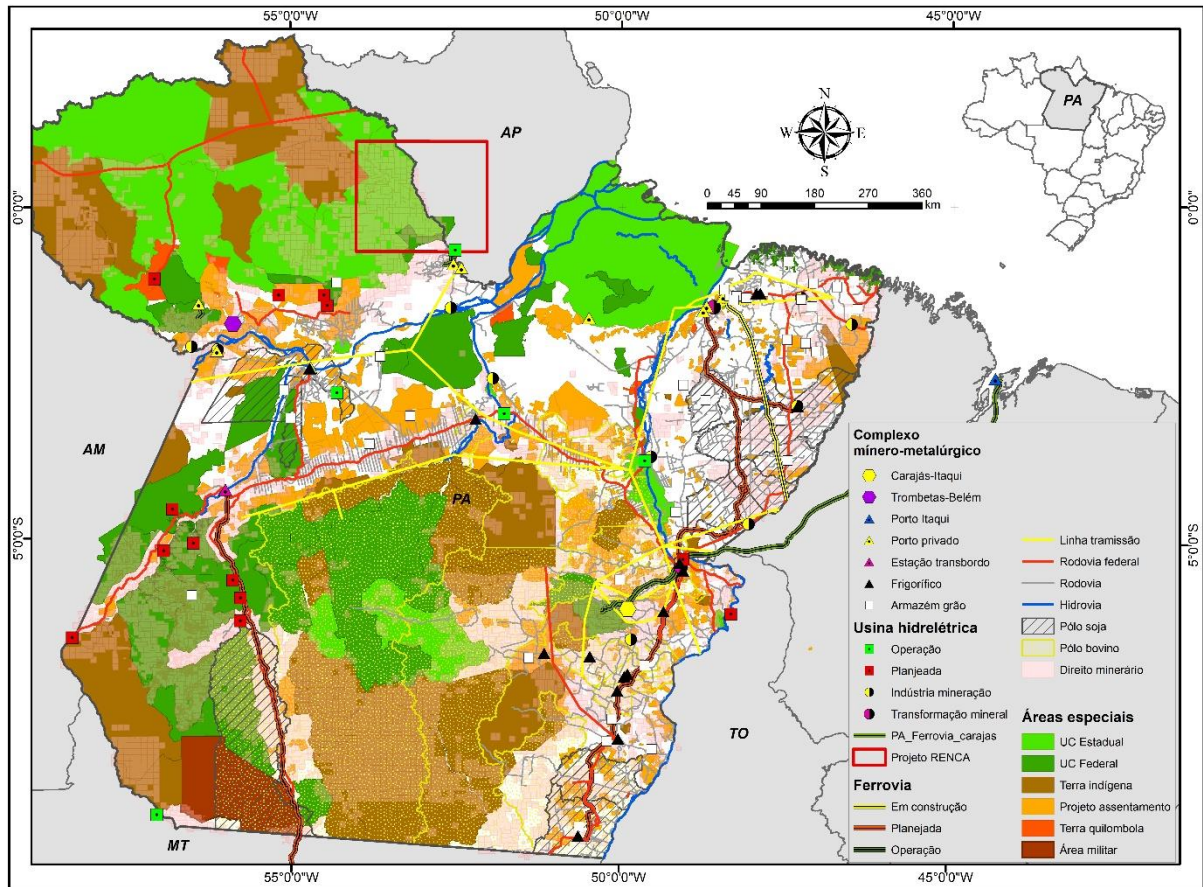 55°0'0"W
50°0'0"W
45°0'0"W
PA
AP
N
W
E
S
0 45 90
180
270
360
km
0°0'0"
0°0'0"
AM
PA
5°0'0"S
5°0'0"S
TO
MT
Complexo
mínero-metalúrgico
Carajás-Itaqui
Trombetas-Belém
Porto Itaqui
Porto privado
Estação transbordo
Frigorífico
Armazém grão
Usina hidrelétrica
Operação
Planjeada
Indústria mineração
Transformação mineral
PA_Ferrovia_carajas
Projeto RENCA
Ferrovia
Em construção
Planejada
Operação
Linha tramissão
Rodovia federal
Rodovia
Hidrovia
Pólo soja
Pólo bovino
Direito minerário
Áreas especiais
UC Estadual
UC Federal
Terra indígena
Projeto assentamento
Terra quilombola
Área militar
55°0'0"W
50°0'0"W
45°0'0"W